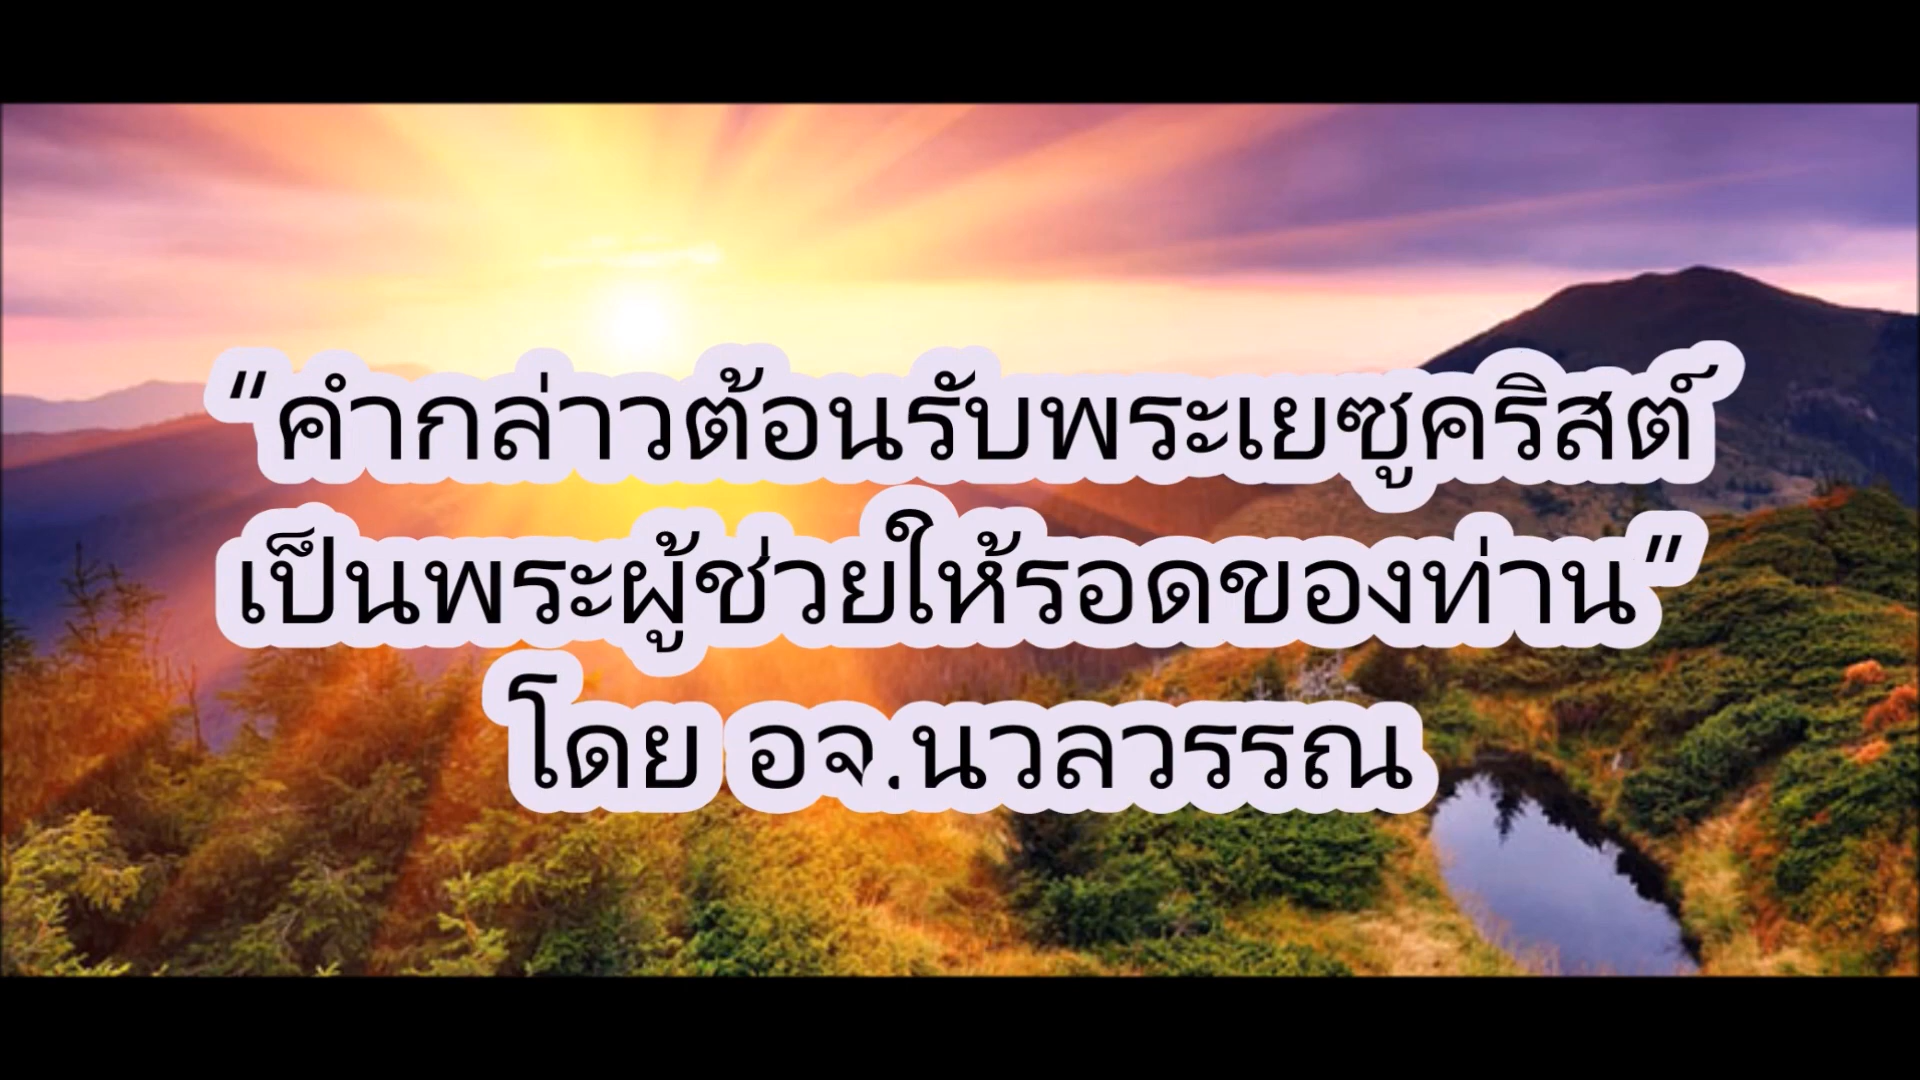 “คำกล่าวต้อนรับพระเยซูคริสต์
เป็นพระผู้ช่วยให้รอดของท่าน”
โดย อจ.นวลวรรณ